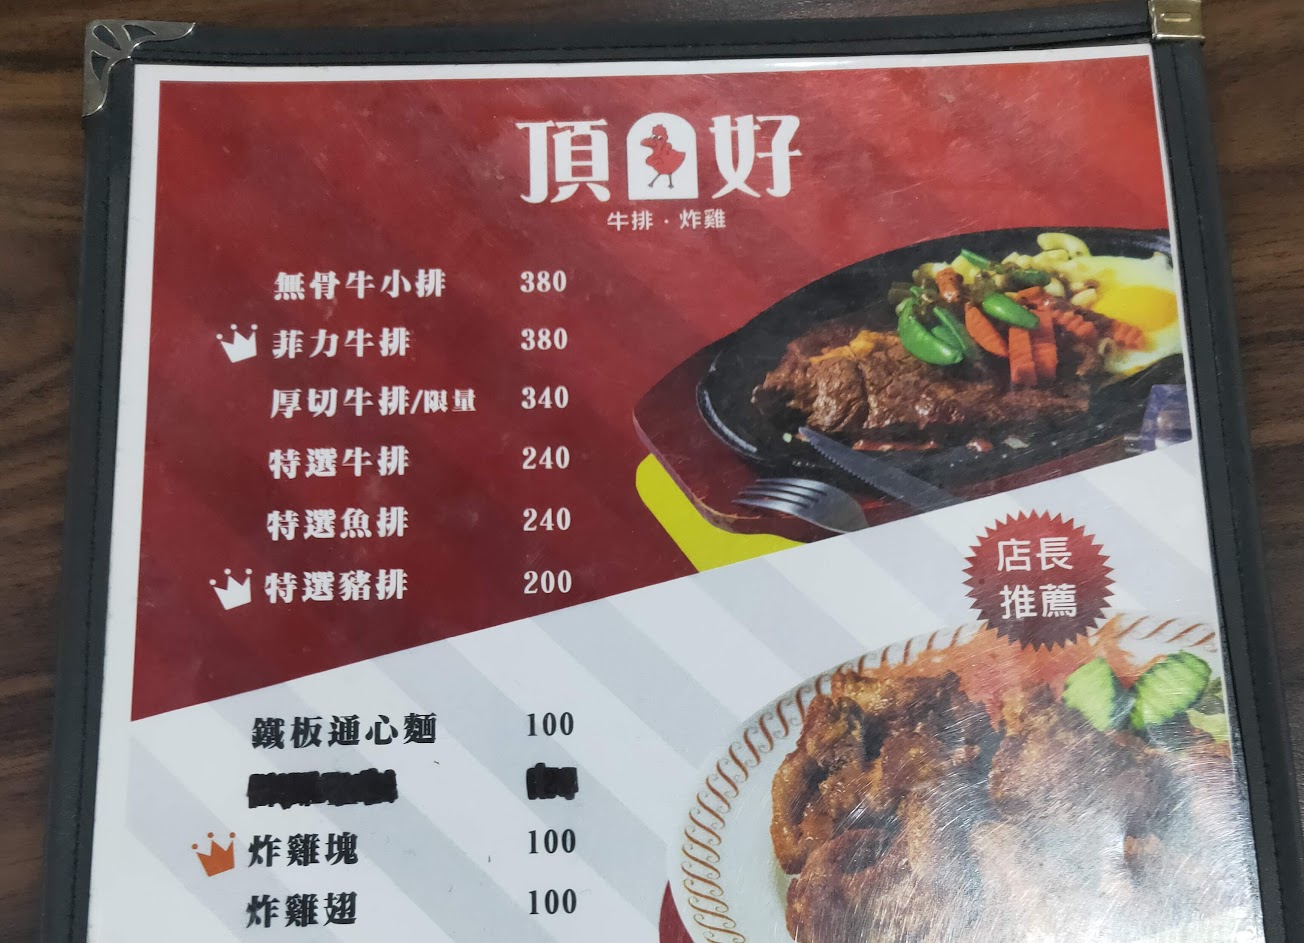 頂好
牛排·炸雞
無骨牛小排 380
菲力牛排 380
厚切牛排/限量 340
特選牛排 240
特選魚排 240
特選豬排 200
店長
推薦
鐵板通心麵 100
炸雞塊 100
炸雞翅 100